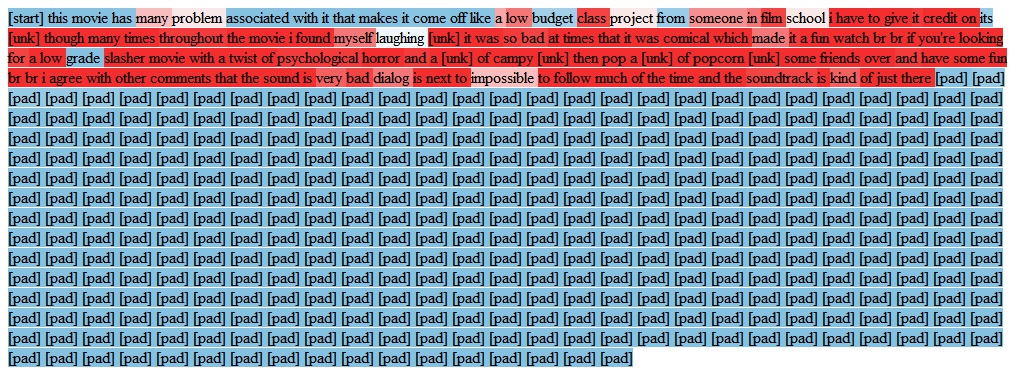 [start] this movie has many problem associated with it that makes it come off like a low budget class project from someone in film school i have to give it credit on its
[unk] though many times throughout the movie i found myself laughing [unk] it was so bad at times that it was comical which made it a fun watch br br if you're looking
for a low grade slasher movie with a twist of psychological horror and a [unk] of campy [unk] then pop a [unk] of popcorn [unk] some friends over and have some fun
br br i agree with other comments that the sound is very bad dialog is next to impossible to follow much of the time and the soundtrack is kind of just there [pad] [pad]
[pad] [pad] [pad] [pad] [pad] [pad] [pad] [pad] [pad] [pad] [pad] [pad] [pad] [pad] [pad] [pad] [pad] [pad] [pad] [pad] [pad] [pad] [pad] [pad] [pad] [pad] [pad]
[pad] [pad] [pad] [pad] [pad] [pad] [pad] [pad] [pad] [pad] [pad] [pad] [pad] [pad] [pad] [pad] [pad] [pad] [pad] [pad] [pad] [pad] [pad] [pad] [pad] [pad] [pad]
[pad] [pad] [pad] [pad] [pad] [pad] [pad] [pad] [pad] [pad] [pad] [pad] [pad] [pad] [pad] [pad] [pad] [pad] [pad] [pad] [pad] [pad] [pad] [pad] [pad] [pad] [pad]
[pad] [pad] [pad] [pad] [pad] [pad] [pad] [pad] [pad] [pad] [pad] [pad] [pad] [pad] [pad] [pad] [pad] [pad] [pad] [pad] [pad] [pad] [pad] [pad] [pad] [pad] [pad]
[pad] [pad] [pad] [pad] [pad] [pad] [pad] [pad] [pad] [pad] [pad] [pad] [pad] [pad] [pad] [pad] [pad] [pad] [pad] [pad] [pad] [pad] [pad] [pad] [pad] [pad] [pad]
[pad] [pad] [pad] [pad] [pad] [pad] [pad] [pad] [pad] [pad] [pad] [pad] [pad] [pad] [pad] [pad] [pad] [pad] [pad] [pad] [pad] [pad] [pad] [pad] [pad] [pad] [pad]
[pad] [pad] [pad] [pad] [pad] [pad] [pad] [pad] [pad] [pad] [pad] [pad] [pad] [pad] [pad] [pad] [pad] [pad] [pad] [pad] [pad] [pad] [pad] [pad] [pad] [pad] [pad]
[pad] [pad] [pad] [pad] [pad] [pad] [pad] [pad] [pad] [pad] [pad] [pad] [pad] [pad] [pad] [pad] [pad] [pad] [pad] [pad] [pad] [pad] [pad] [pad] [pad] [pad] [pad]
[pad] [pad] [pad] [pad] [pad] [pad] [pad] [pad] [pad] [pad] [pad] [pad] [pad] [pad] [pad] [pad] [pad] [pad] [pad] [pad] [pad] [pad] [pad] [pad] [pad] [pad] [pad]
[pad] [pad] [pad] [pad] [pad] [pad] [pad] [pad] [pad] [pad] [pad] [pad] [pad] [pad] [pad] [pad] [pad] [pad] [pad] [pad] [pad] [pad] [pad] [pad] [pad] [pad] [pad]
[pad] [pad] [pad] [pad] [pad] [pad] [pad] [pad] [pad] [pad] [pad] [pad] [pad] [pad] [pad] [pad] [pad] [pad] [pad] [pad] [pad] [pad] [pad] [pad] [pad] [pad] [pad]
[pad] [pad] [pad] [pad] [pad] [pad] [pad] [pad] [pad] [pad] [pad] [pad] [pad] [pad] [pad] [pad] [pad] [pad] [pad] [pad] [pad] [pad] [pad] [pad] [pad] [pad] [pad]
[pad] [pad] [pad] [pad] [pad] [pad] [pad] [pad] [pad] [pad] [pad] [pad] [pad] [pad] [pad] [pad] [pad] [pad] [pad] [pad] [pad] [pad] [pad] [pad] [pad] [pad] [pad]
[pad] [pad] [pad] [pad] [pad] [pad] [pad] [pad] [pad] [pad] [pad] [pad] [pad] [pad] [pad] [pad] [pad]